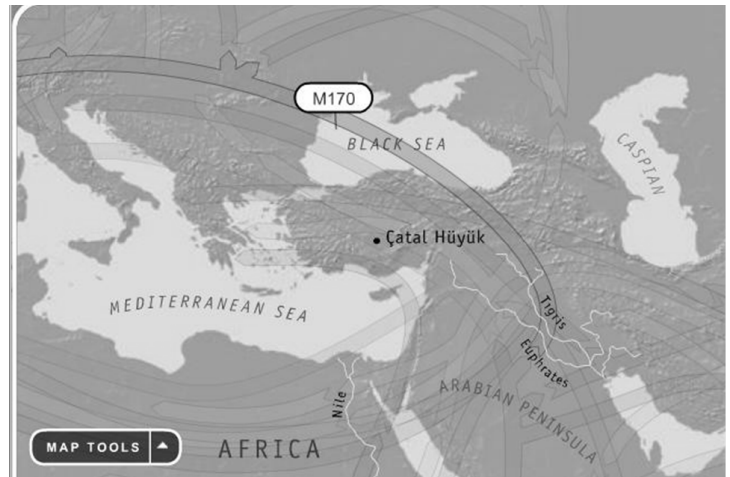 M170
BLACK SEA
CASPIAN
Çatal Hüyük
MEDITERRANEAN SEA
Tigris
Euphrates
ARABIAN PENINSULA
Nile
AFRICA
MAP TOOLS